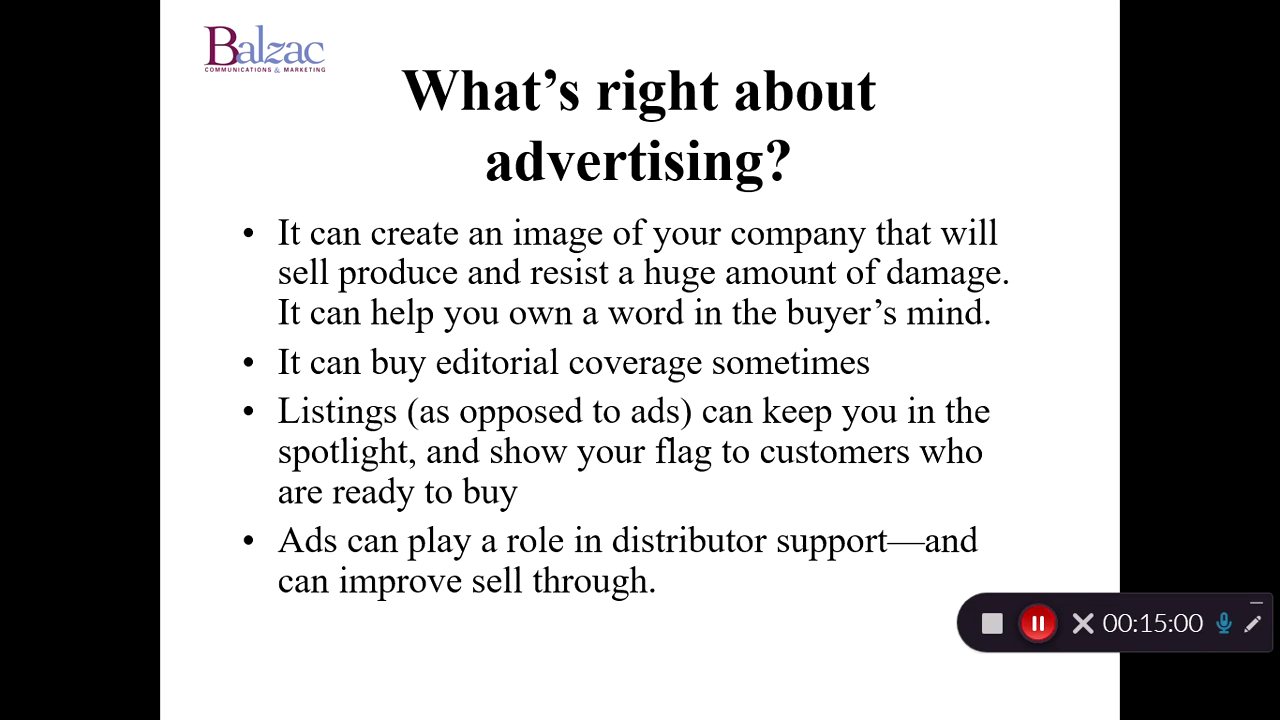 Balzac
COMMUNICATIONS & MARKETING
What’s right about
advertising?
• It can create an image of your company that will
sell produce and resist a huge amount of damage.
It can help you own a word in the buyer’s mind.
• It can buy editorial coverage sometimes
• Listings (as opposed to ads) can keep you in the
spotlight, and show your flag to customers who
are ready to buy
• Ads can play a role in distributor support—and
can improve sell through.
00:15:00